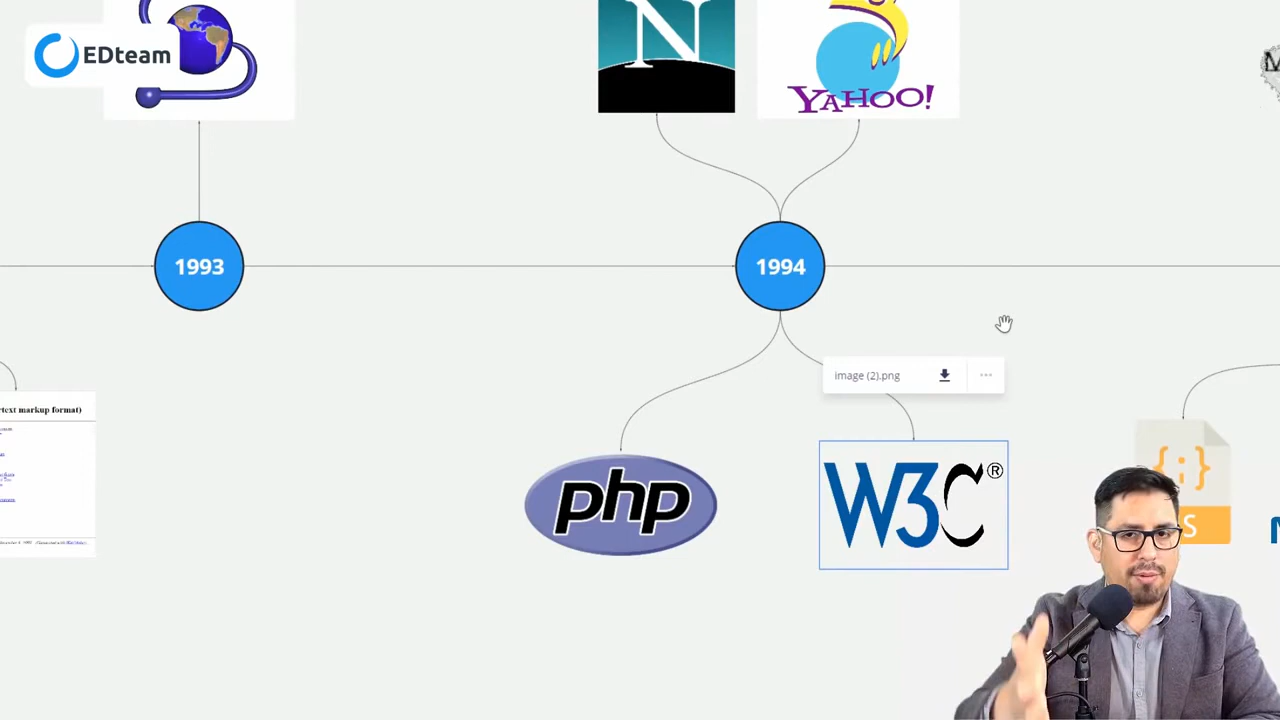 EDteam
N
YAHOO!
M
1993
1994
image (2).png
rtext markup format)
php
W3C®
{;}
S